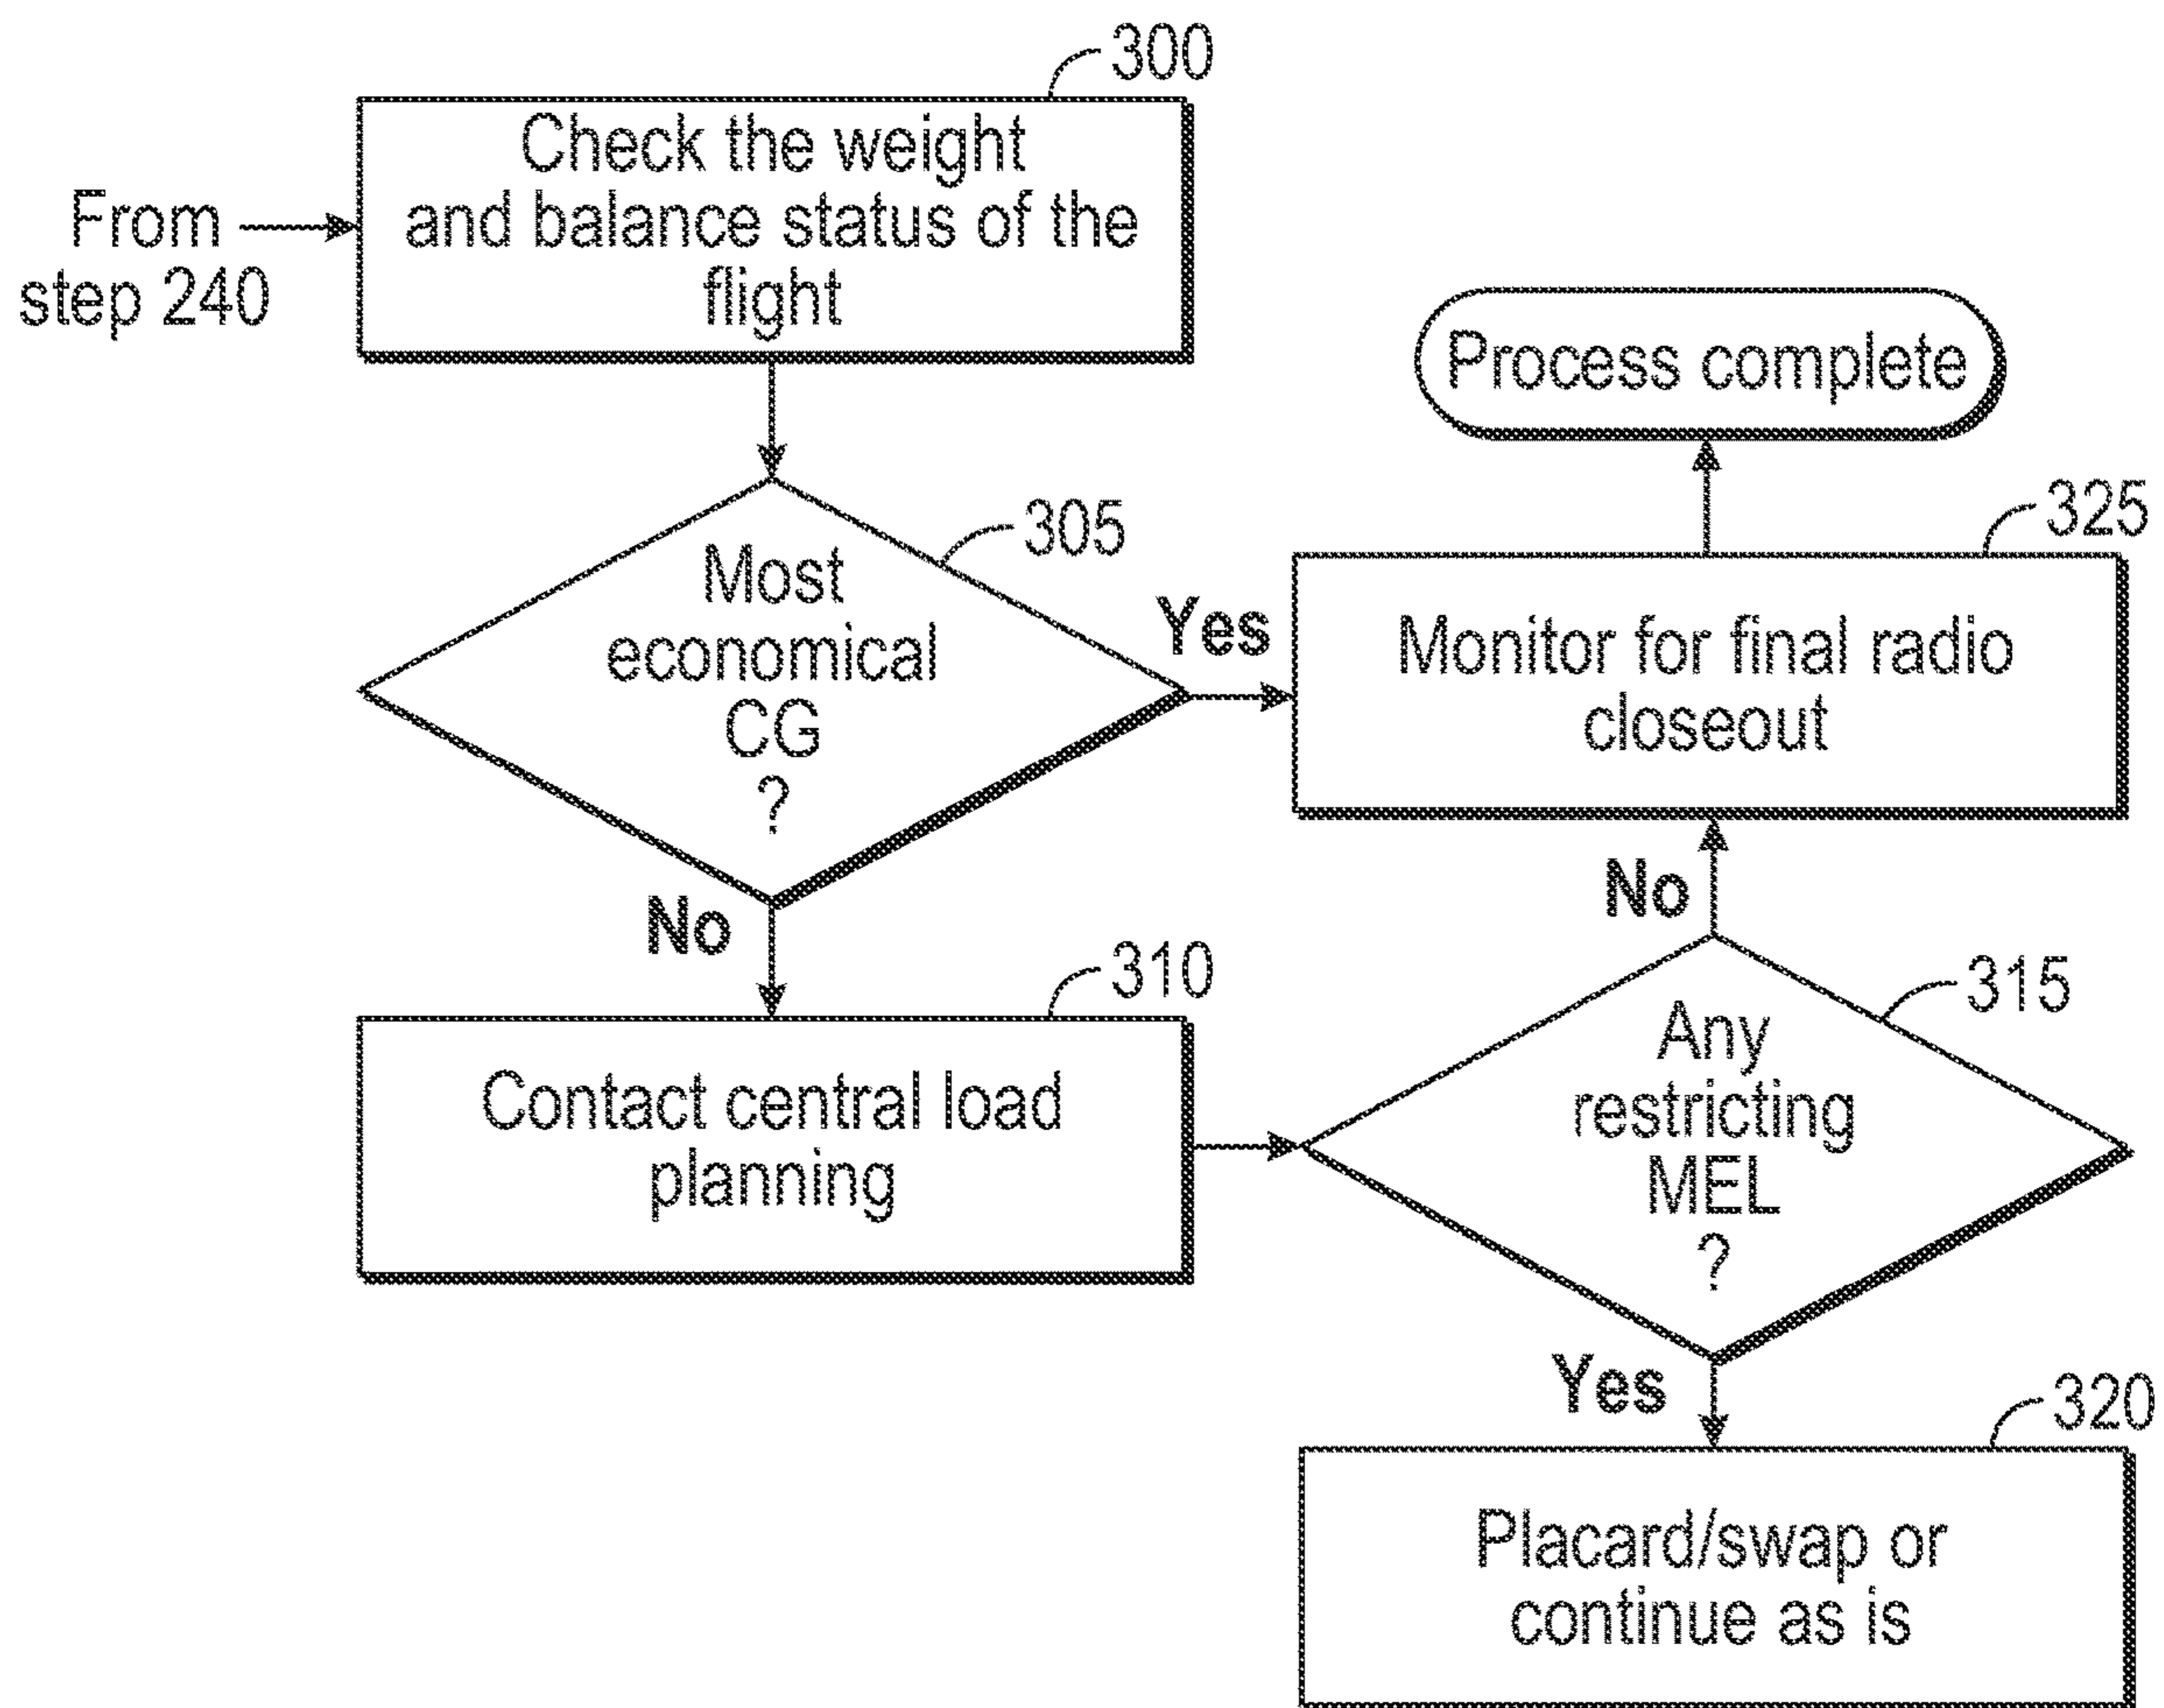 300
Check the weight
and balance status of the
flight
From
step 240
Process complete
305
Most
economical
CG
?
Yes
325
Monitor for final radio
closeout
No
310
Contact central load
planning
No
315
Any
restricting
MEL
?
Yes
320
Placard/swap or
continue as is